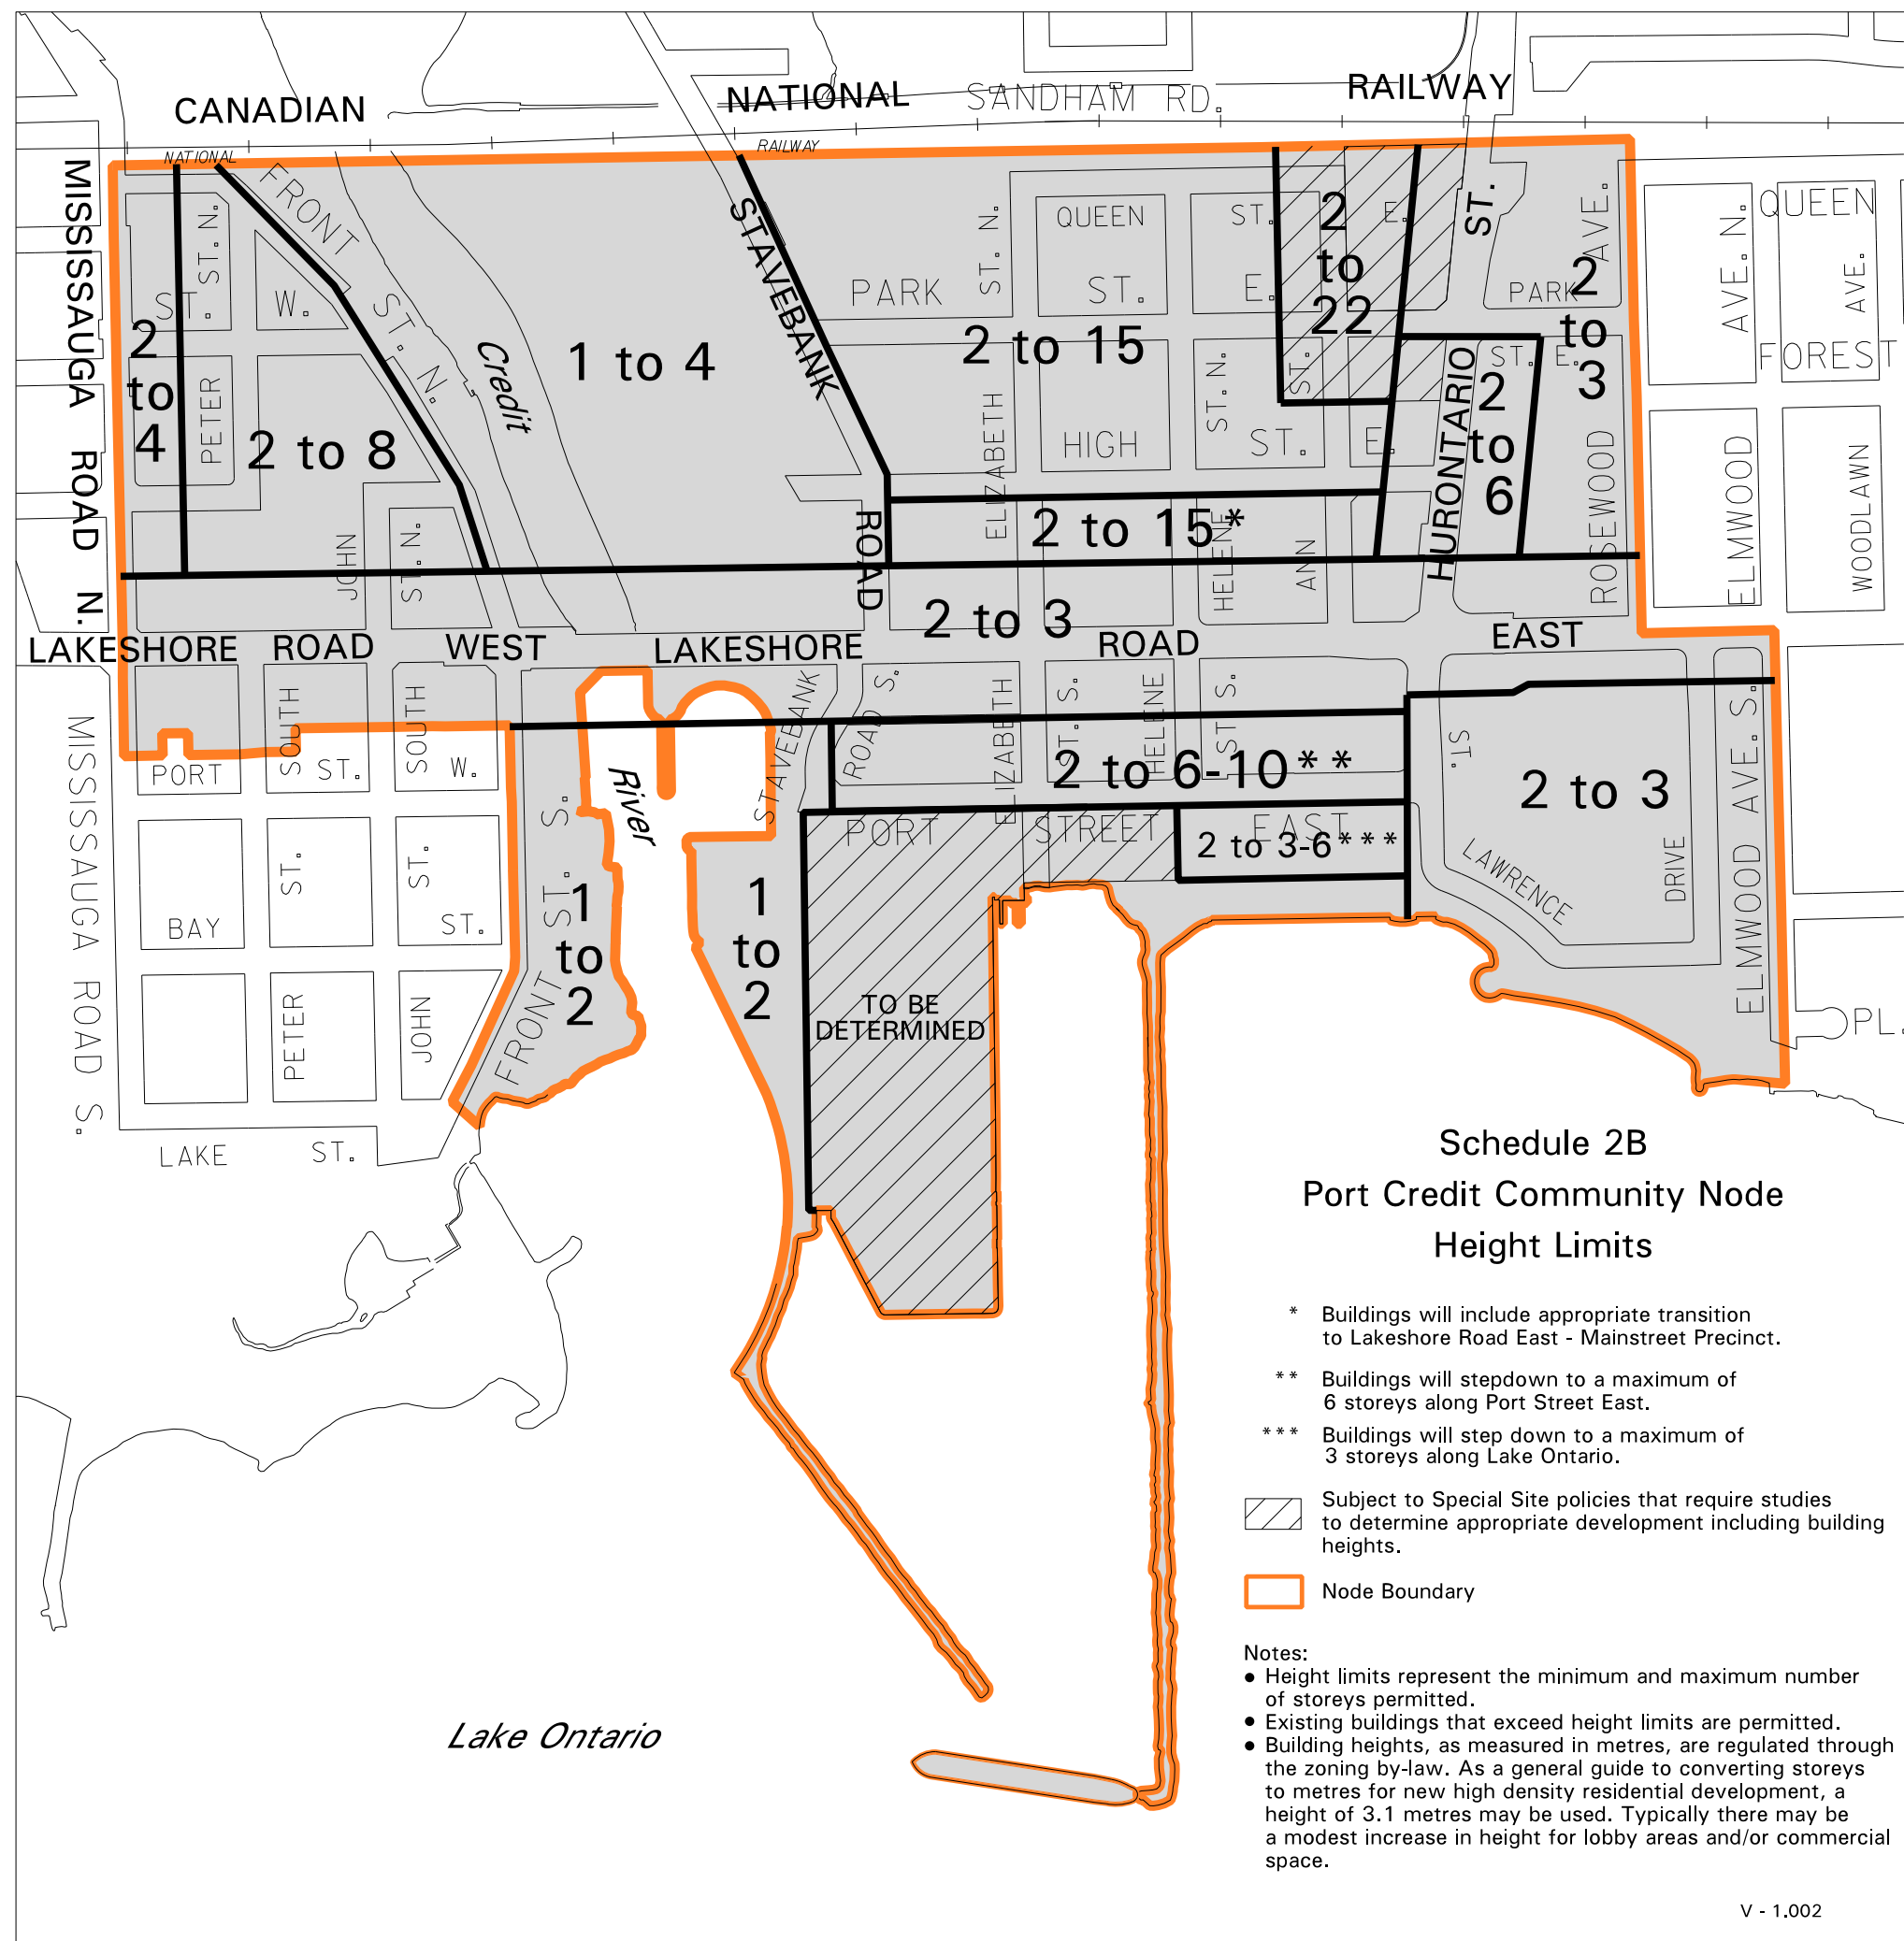 CANADIAN
NATIONAL
SANDHAM RD.
RAILWAY
NATIONAL
RAILWAY
MISSISSAUGA ROAD N.
FRONT
ST. N.
STAVEBANK
ROAD
Credit
ST. N.
PETER
ST.
W.
2
to
4
2 to 8
1 to 4
PARK
ST. N.
ELIZABETH
QUEEN
ST.
E.
ST.
E.
2 to 15
HIGH
ST. N.
HELENE
ST.
E.
ST.
ANN
2
to
22
ST.
HURONTARIO
AVE.
ROSEWOOD
PARK
ST. E.
2
to
3
2
to
6
QUEEN
AVE. N.
ELMWOOD
AVE.
WOODLAWN
FOREST
2 to 15*
JOHN
ST. N.
2 to 3
LAKESHORE ROAD WEST
LAKESHORE ROAD EAST
MISSISSAUGA ROAD S.
PORT
ST.
W.
SOUTH
SOUTH
BAY
ST.
ST.
ST.
PETER
JOHN
LAKE
ST.
FRONT ST. S.
ST.
River
STAVEBANK
ROAD S.
ELIZABETH
ST. S.
HELENE
ST. S.
2 to 6-10**
PORT STREET EAST
2 to 3-6***
2 to 3
ST.
LAWRENCE
DRIVE
ELMWOOD AVE. S.
PL.
1
to
2
1
to
2
TO BE
DETERMINED
Lake Ontario
Schedule 2B
Port Credit Community Node
Height Limits
* Buildings will include appropriate transition
to Lakeshore Road East - Mainstreet Precinct.
** Buildings will stepdown to a maximum of
6 storeys along Port Street East.
*** Buildings will step down to a maximum of
3 storeys along Lake Ontario.
Subject to Special Site policies that require studies
to determine appropriate development including building
heights.
Node Boundary
Notes:
● Height limits represent the minimum and maximum number
of storeys permitted.
● Existing buildings that exceed height limits are permitted.
● Building heights, as measured in metres, are regulated through
the zoning by-law. As a general guide to converting storeys
to metres for new high density residential development, a
height of 3.1 metres may be used. Typically there may be
a modest increase in height for lobby areas and/or commercial
space.
V - 1.002